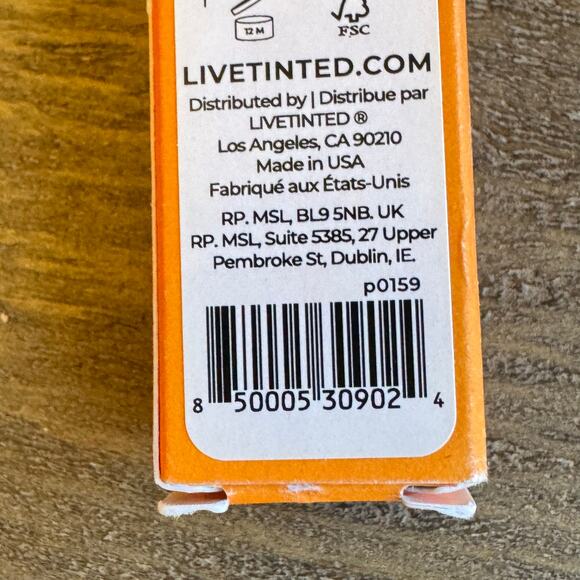 12 M
FSC
LIVETINTED.COM
Distributed by | Distribue par
LIVETINTED ®
Los Angeles, CA 90210
Made in USA
Fabriqué aux États-Unis
RP. MSL, BL9 5NB. UK
RP. MSL, Suite 5385, 27 Upper
Pembroke St, Dublin, IE.
p0159
8 50005 30902 4